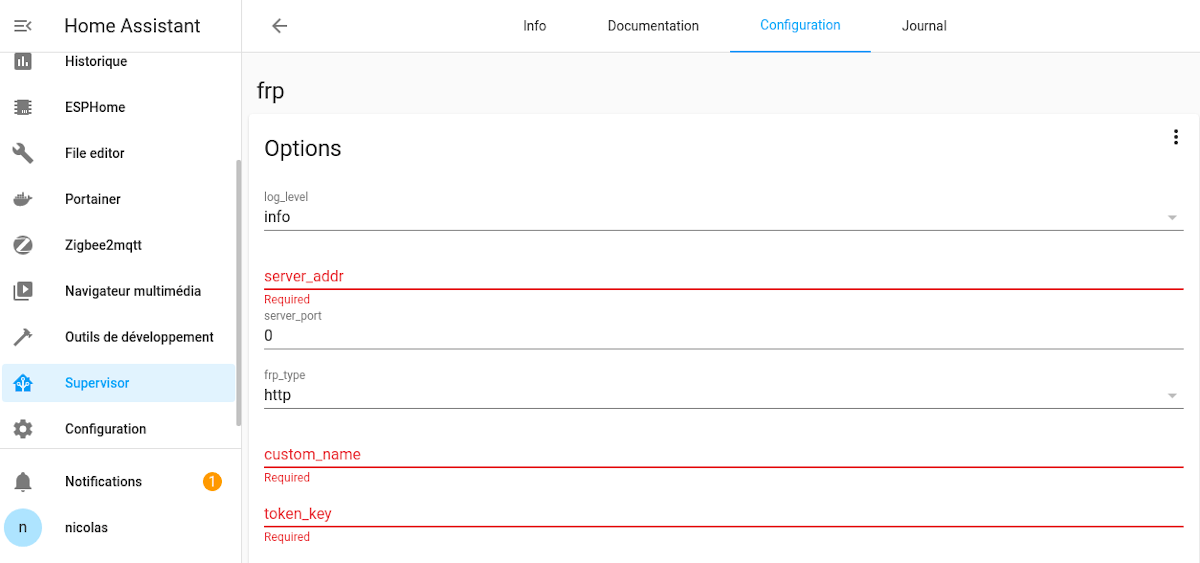 Home Assistant
Info
Documentation
Configuration
Journal
Historique
ESPHome
File editor
Portainer
Zigbee2mqtt
Navigateur multimédia
Outils de développement
Supervisor
Configuration
Notifications
1
n
nicolas
frp
Options
log_level
info
server_addr
Required
server_port
0
frp_type
http
custom_name
Required
token_key
Required